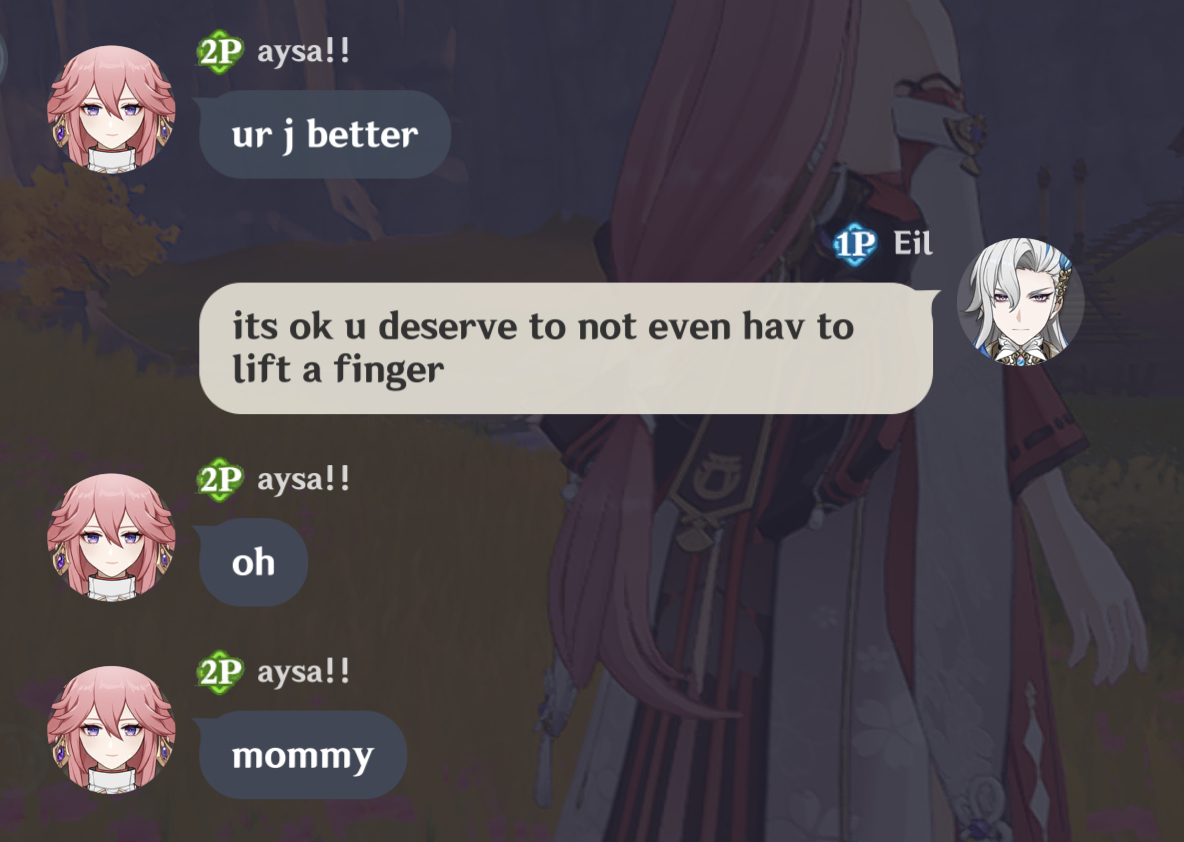 2P aysa!!
ur j better
1P Eil
its ok u deserve to not even hav to
lift a finger
2P aysa!!
oh
2P aysa!!
mommy